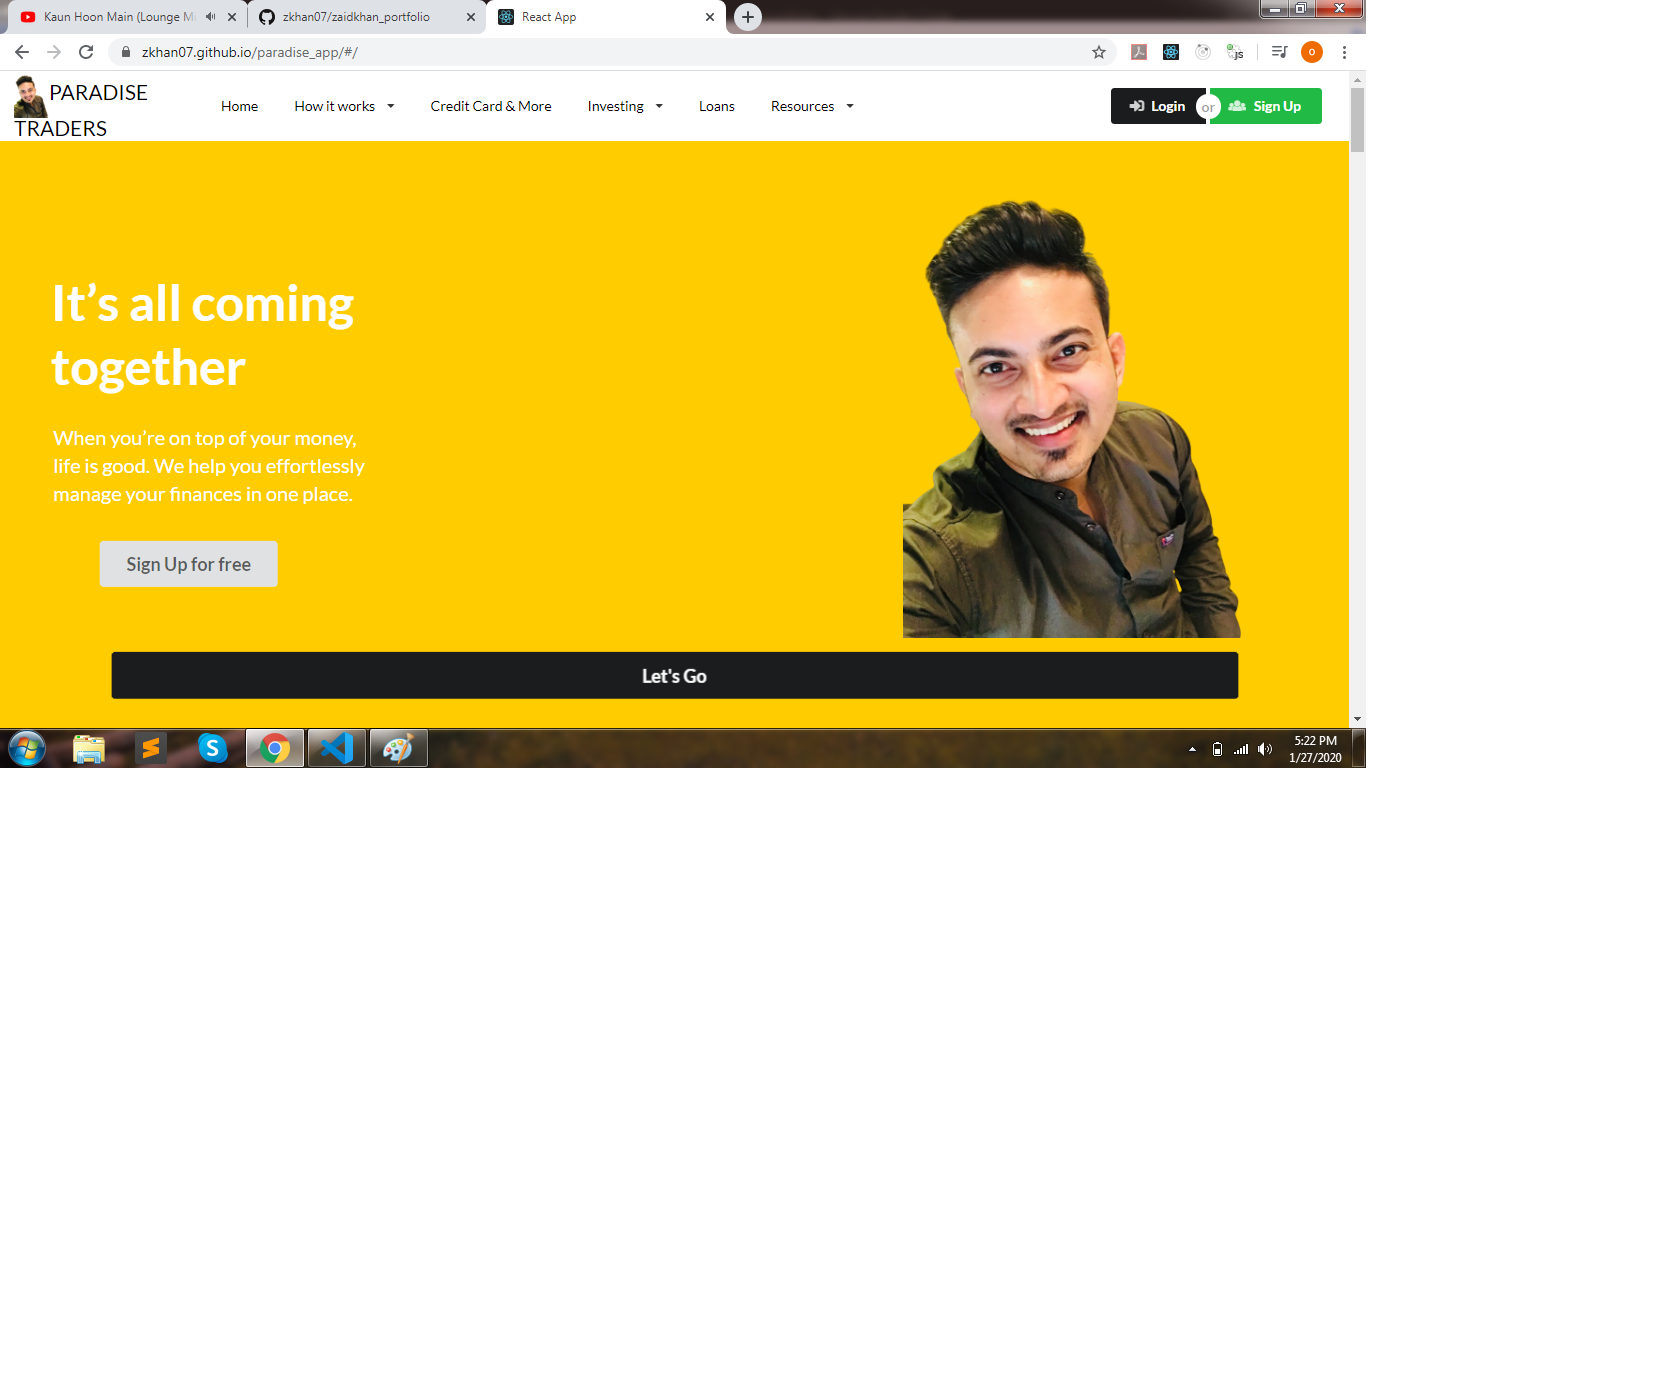 Kaun Hoon Main (Lounge M
zkhan07/zaidkhan_portfolio
React App
zkhan07.github.io/paradise_app/#/
o
js
PARADISE
TRADERS
Home
How it works
Credit Card & More
Investing
Loans
Resources
Login
or
Sign Up
It’s all coming
together
When you’re on top of your money,
life is good. We help you effortlessly
manage your finances in one place.
Sign Up for free
Let's Go
S
5:22 PM
1/27/2020